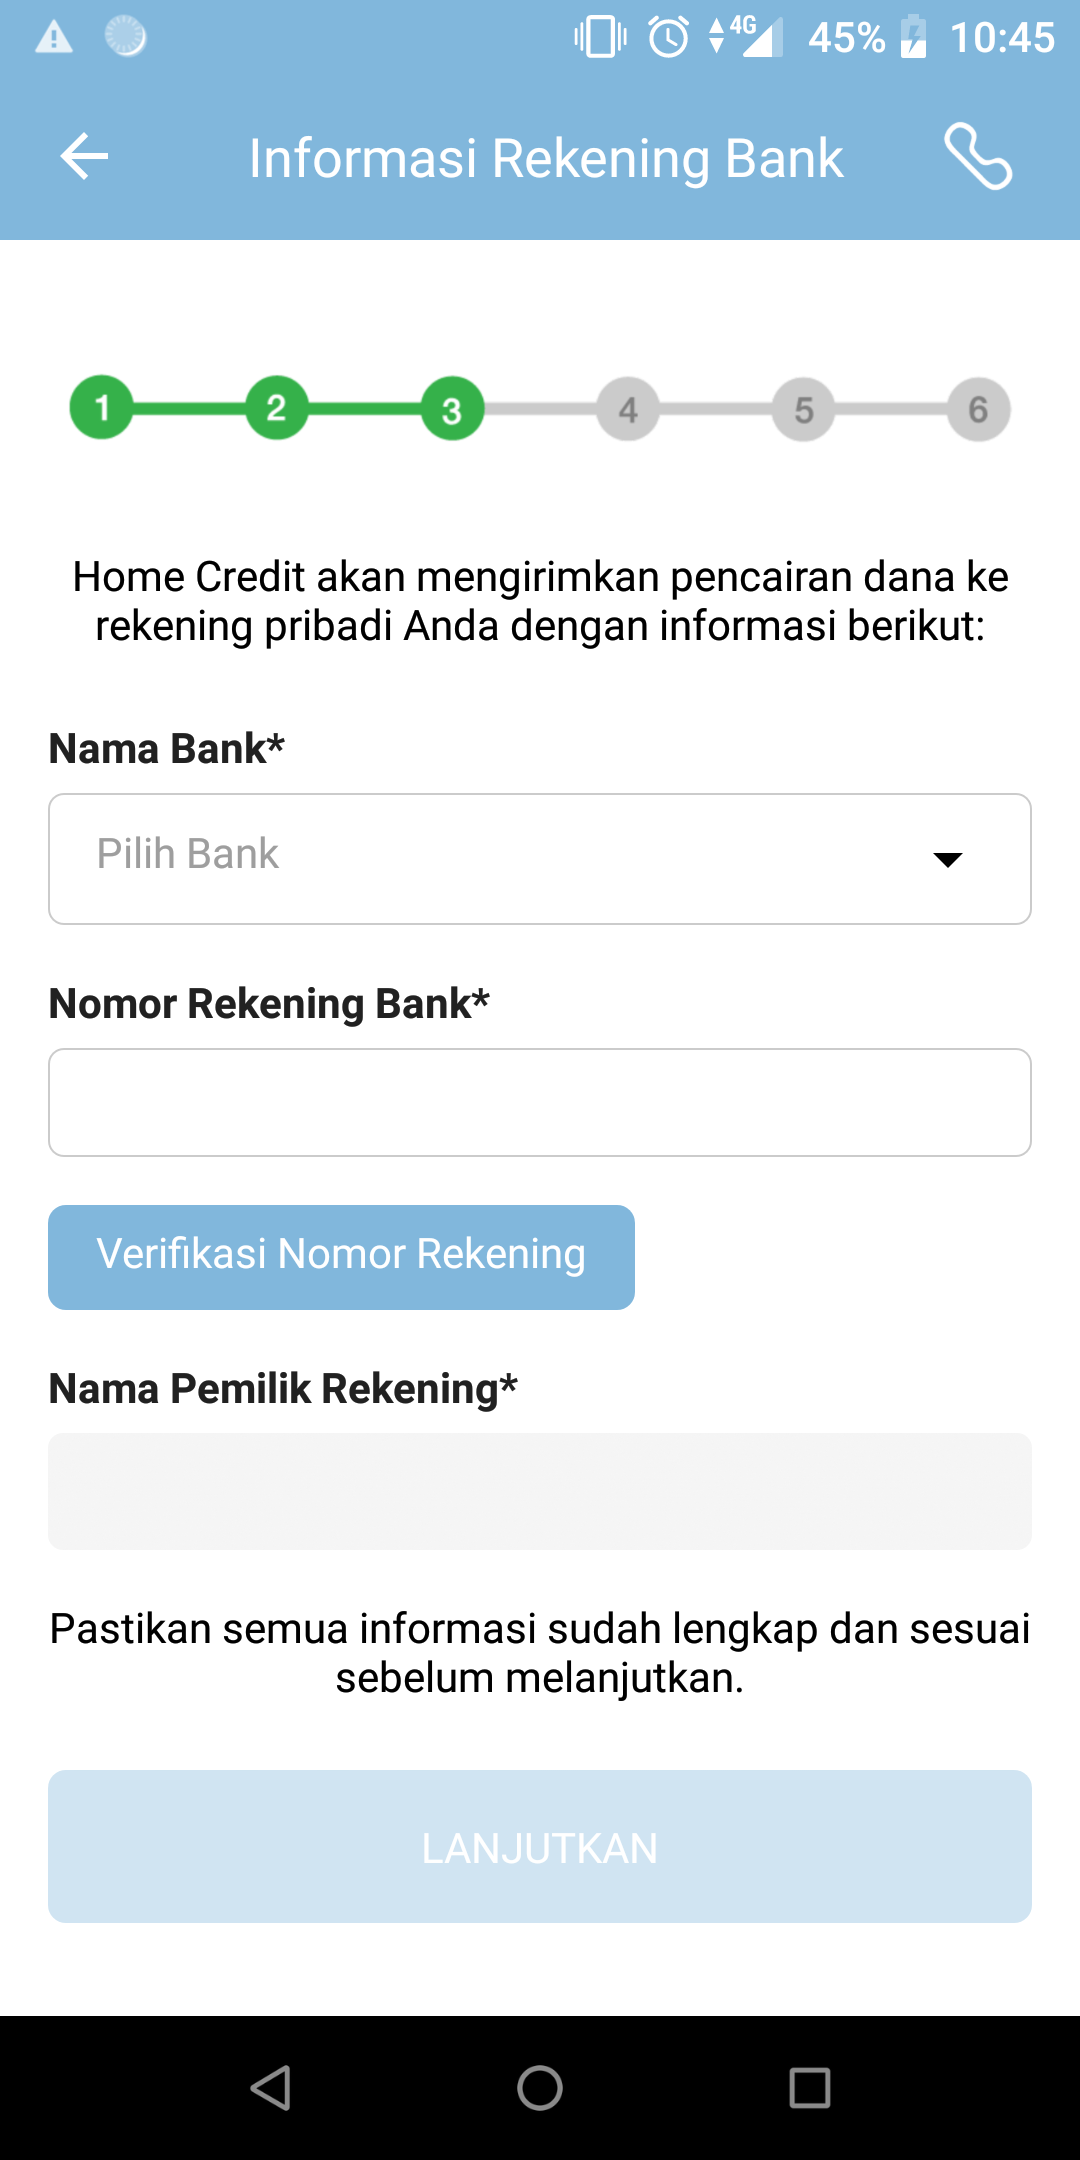 4G 45% 10:45
Informasi Rekening Bank
1 2 3 4 5 6
Home Credit akan mengirimkan pencairan dana ke
rekening pribadi Anda dengan informasi berikut:
Nama Bank*
Pilih Bank
Nomor Rekening Bank*
Verifikasi Nomor Rekening
Nama Pemilik Rekening*
Pastikan semua informasi sudah lengkap dan sesuai
sebelum melanjutkan.
LANJUTKAN